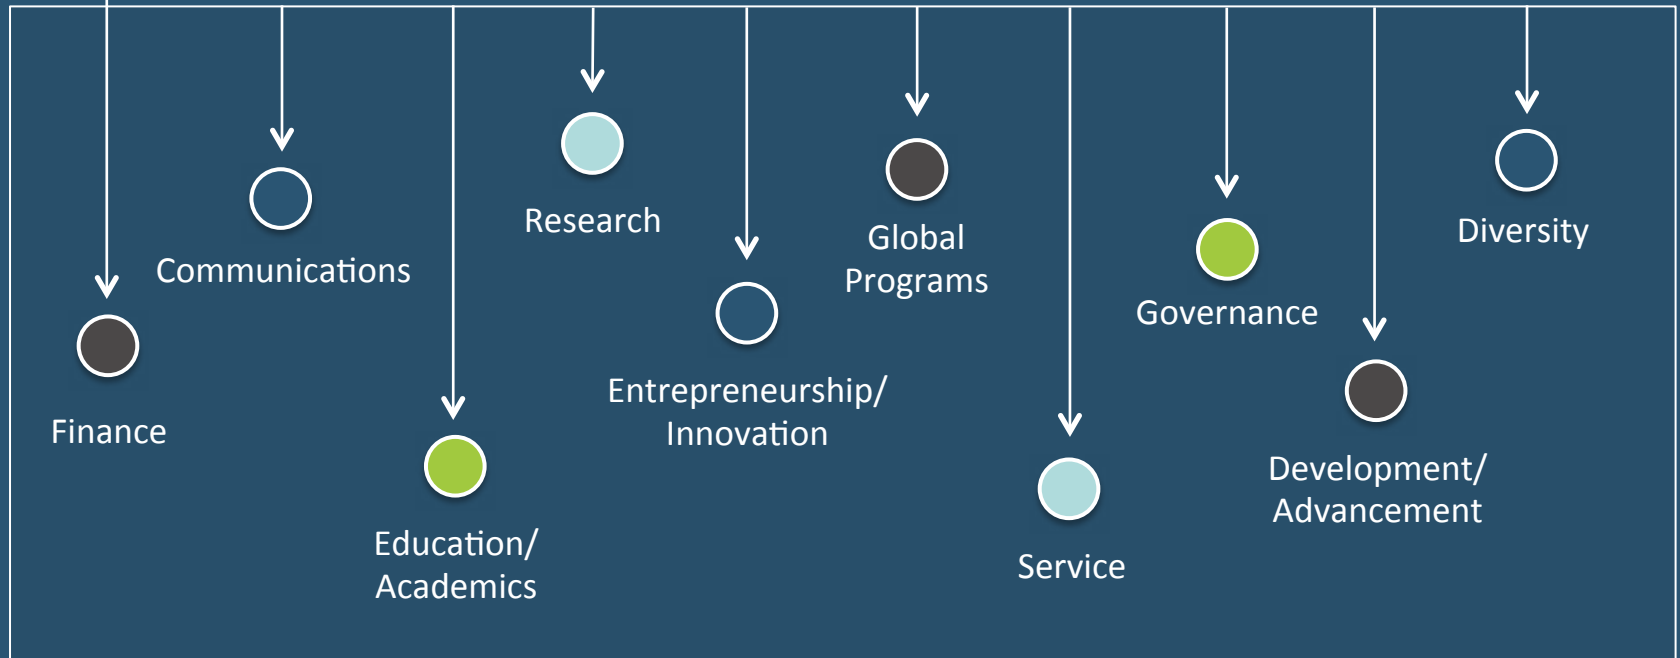 Finance
Communications
Education/
Academics
Research
Entrepreneurship/
Innovation
Global
Programs
Service
Governance
Development/
Advancement
Diversity